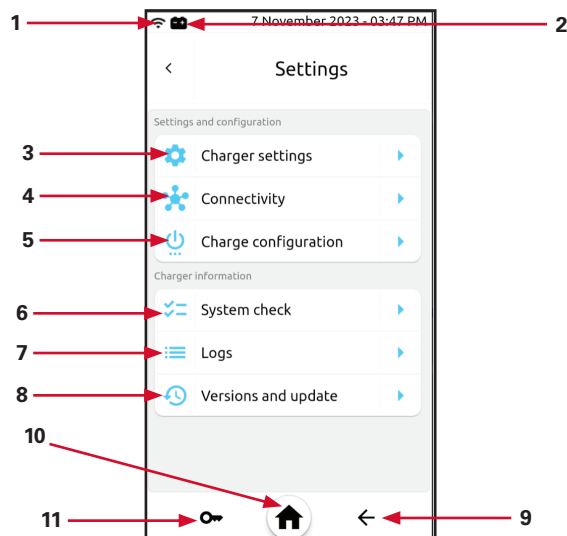 1
7 November 2023 - 03:47 PM
2
Settings
Settings and configuration
3
Charger settings
4
Connectivity
5
Charge configuration
Charger information
6
System check
7
Logs
8
Versions and update
10
11
9